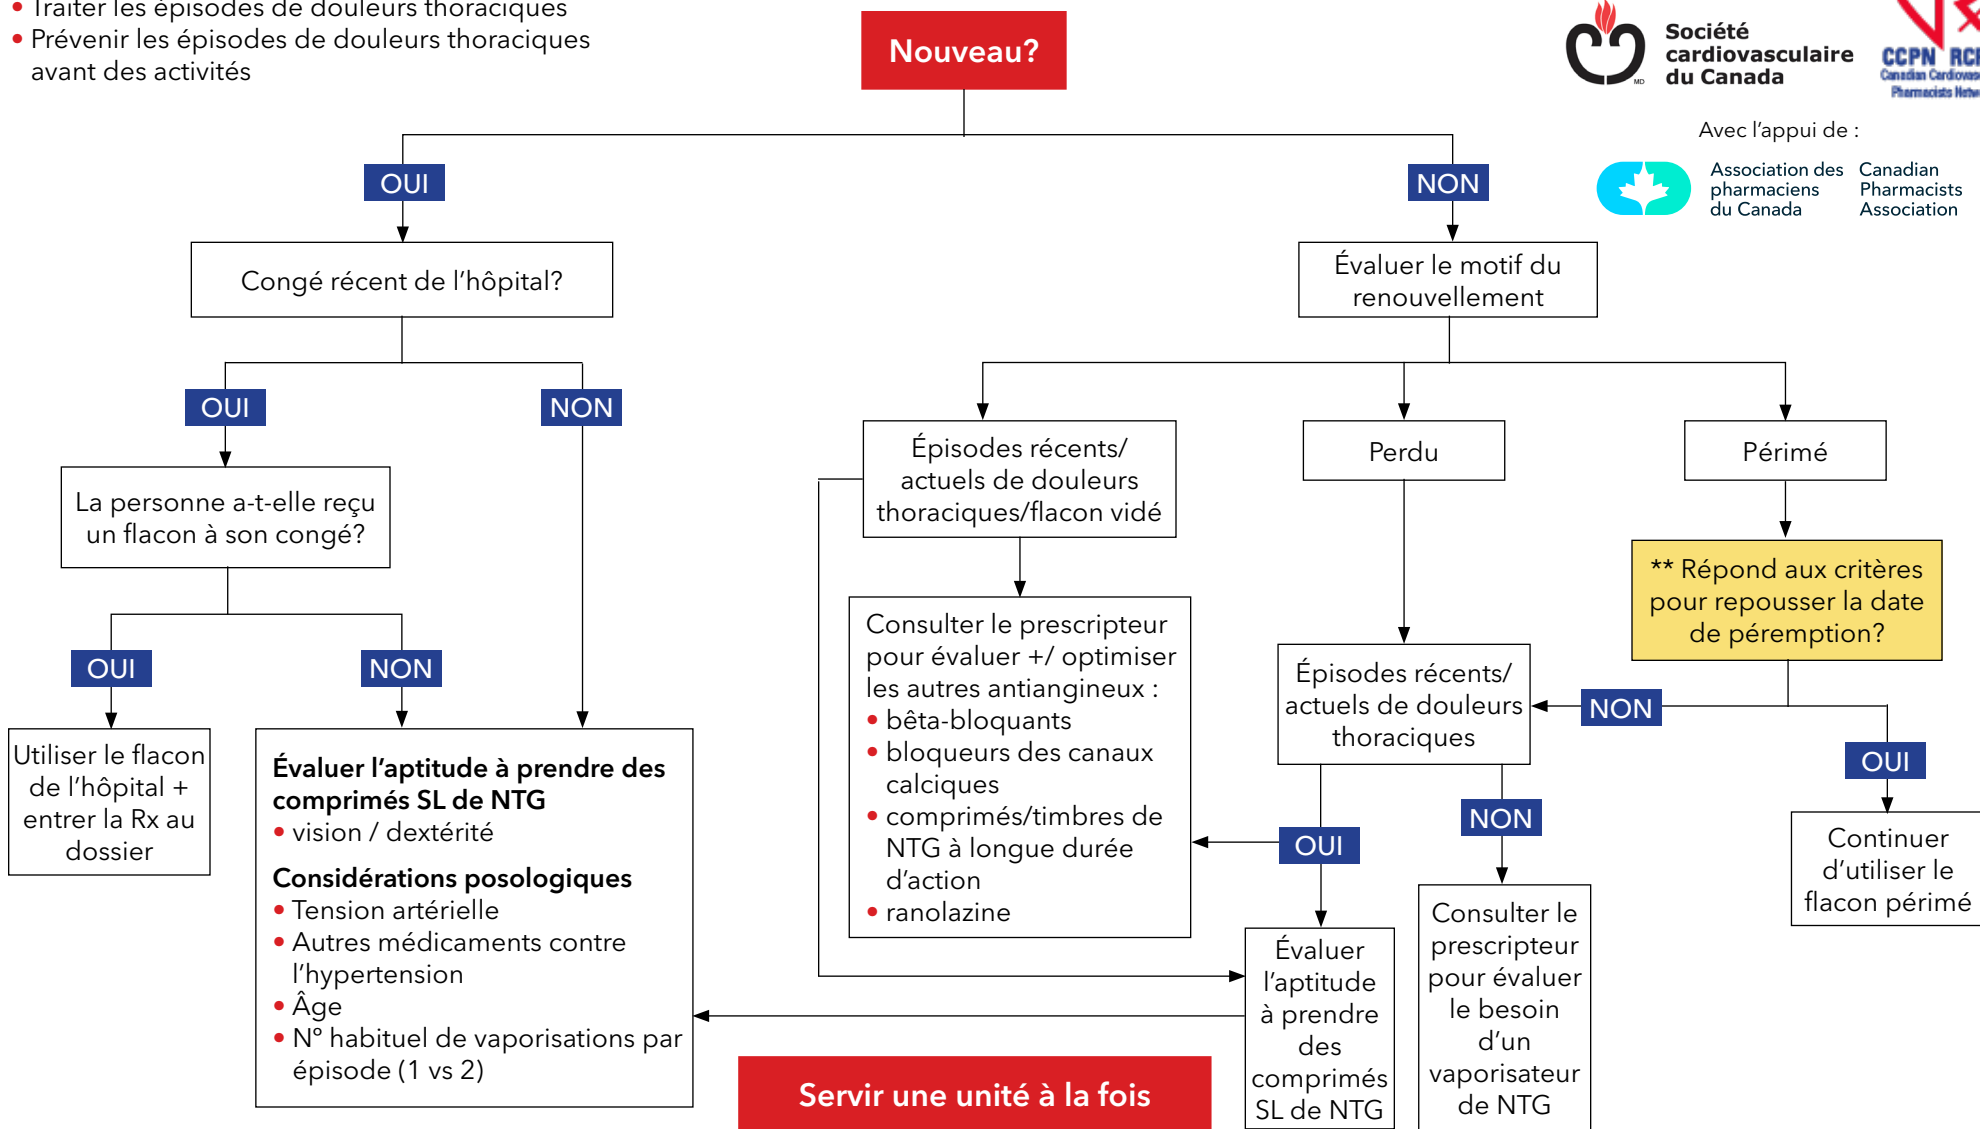 • Traiter les épisodes de douleurs thoraciques
• Prévenir les épisodes de douleurs thoraciques
avant des activités
Nouveau?
Société
cardiovasculaire
du Canada
MD
CCPN
Canadian
Pharmacists
Avec l'appui de :
Association des
pharmaciens
du Canada
Canadian
Pharmacists
Association
OUI
NON
Congé récent de l'hôpital?
Évaluer le motif du
renouvellement
OUI
NON
Épisodes récents/
actuels de douleurs
thoraciques/flacon vidé
Perdu
Périmé
La personne a-t-elle reçu
un flacon à son congé?
** Répond aux critères
pour repousser la date
de péremption?
OUI
NON
Consulter le prescripteur
pour évaluer +/ optimiser
les autres antiangineux :
• bêta-bloquants
• bloqueurs des canaux
calciques
• comprimés/timbres de
NTG à longue durée
d'action
• ranolazine
Épisodes récents/
actuels de douleurs
thoraciques
NON
OUI
Utiliser le flacon
de l'hôpital +
entrer la Rx au
dossier
Évaluer l'aptitude à prendre des
comprimés SL de NTG
• vision / dextérité
Considérations posologiques
• Tension artérielle
• Autres médicaments contre
l'hypertension
• Âge
• Nº habituel de vaporisations par
épisode (1 vs 2)
OUI
NON
Continuer
d'utiliser le
flacon périmé
Évaluer
l'aptitude
à prendre
des
comprimés
SL de NTG
Consulter le
prescripteur
pour évaluer
le besoin
d'un
vaporisateur
de NTG
Servir une unité à la fois